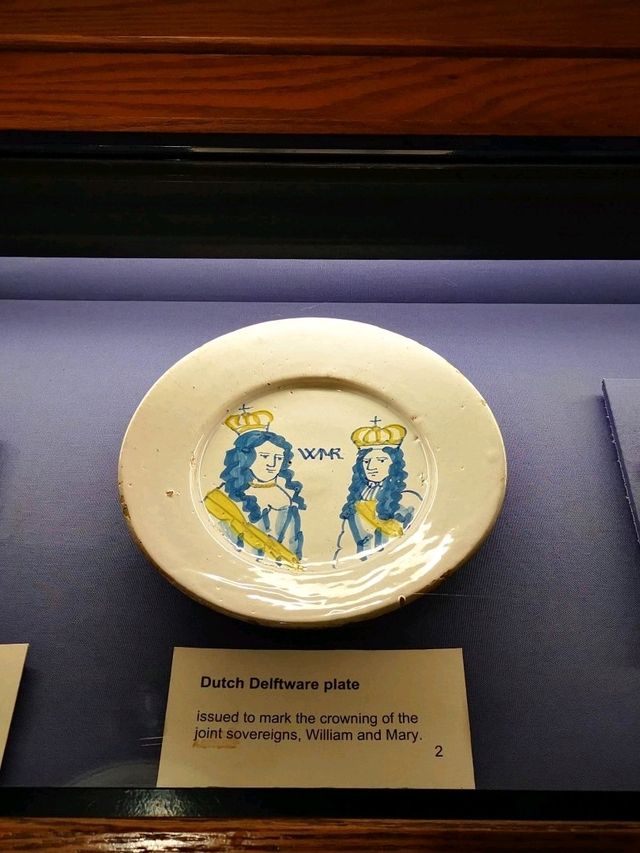 WMR
Dutch Delftware plate
issued to mark the crowning of the
joint sovereigns, William and Mary.
2